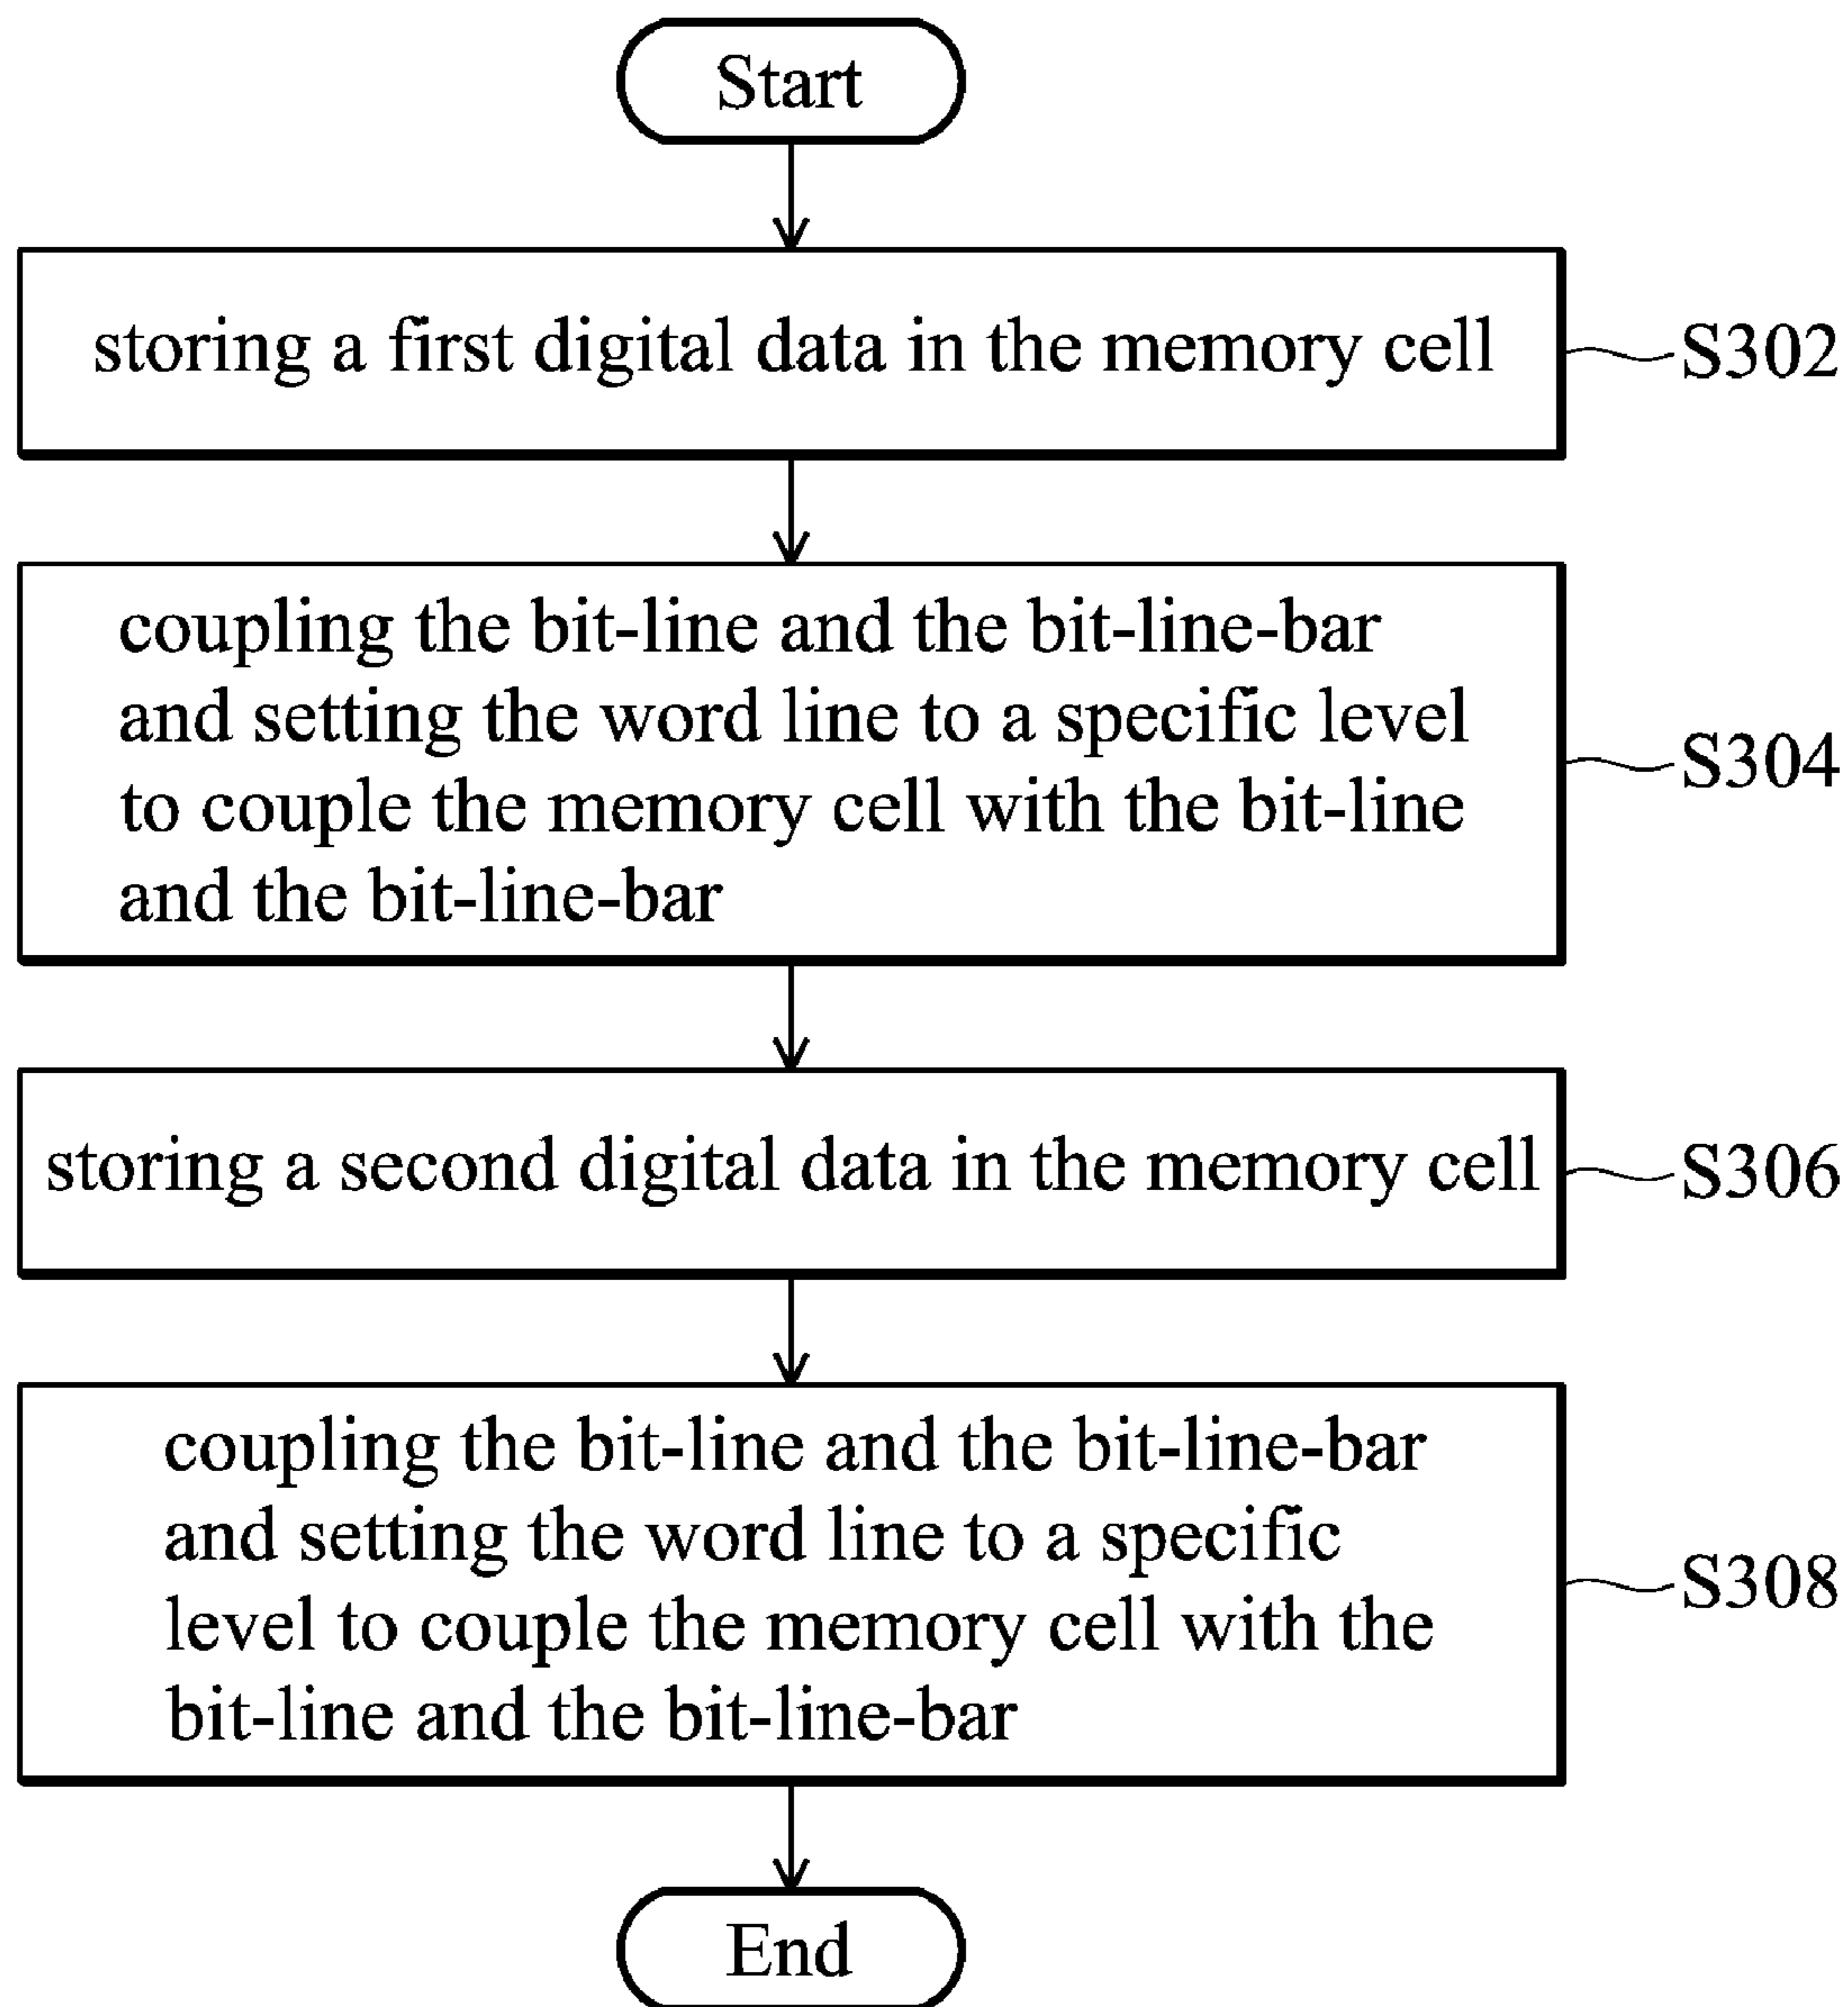 Start
storing a first digital data in the memory cell
S302
coupling the bit-line and the bit-line-bar
and setting the word line to a specific level
to couple the memory cell with the bit-line
and the bit-line-bar
S304
storing a second digital data in the memory cell
S306
coupling the bit-line and the bit-line-bar
and setting the word line to a specific
level to couple the memory cell with the
bit-line and the bit-line-bar
S308
End